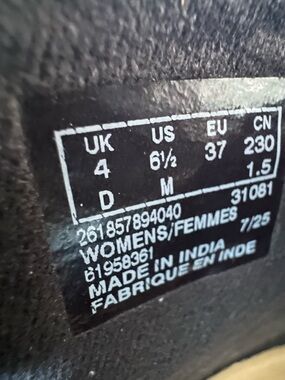 UK US EU CN
4 6½ 37 230
D M 1.5
261857894040 31081
WOMENS/FEMMES
61958361 7/25
MADE IN INDIA
FABRIQUE EN INDE